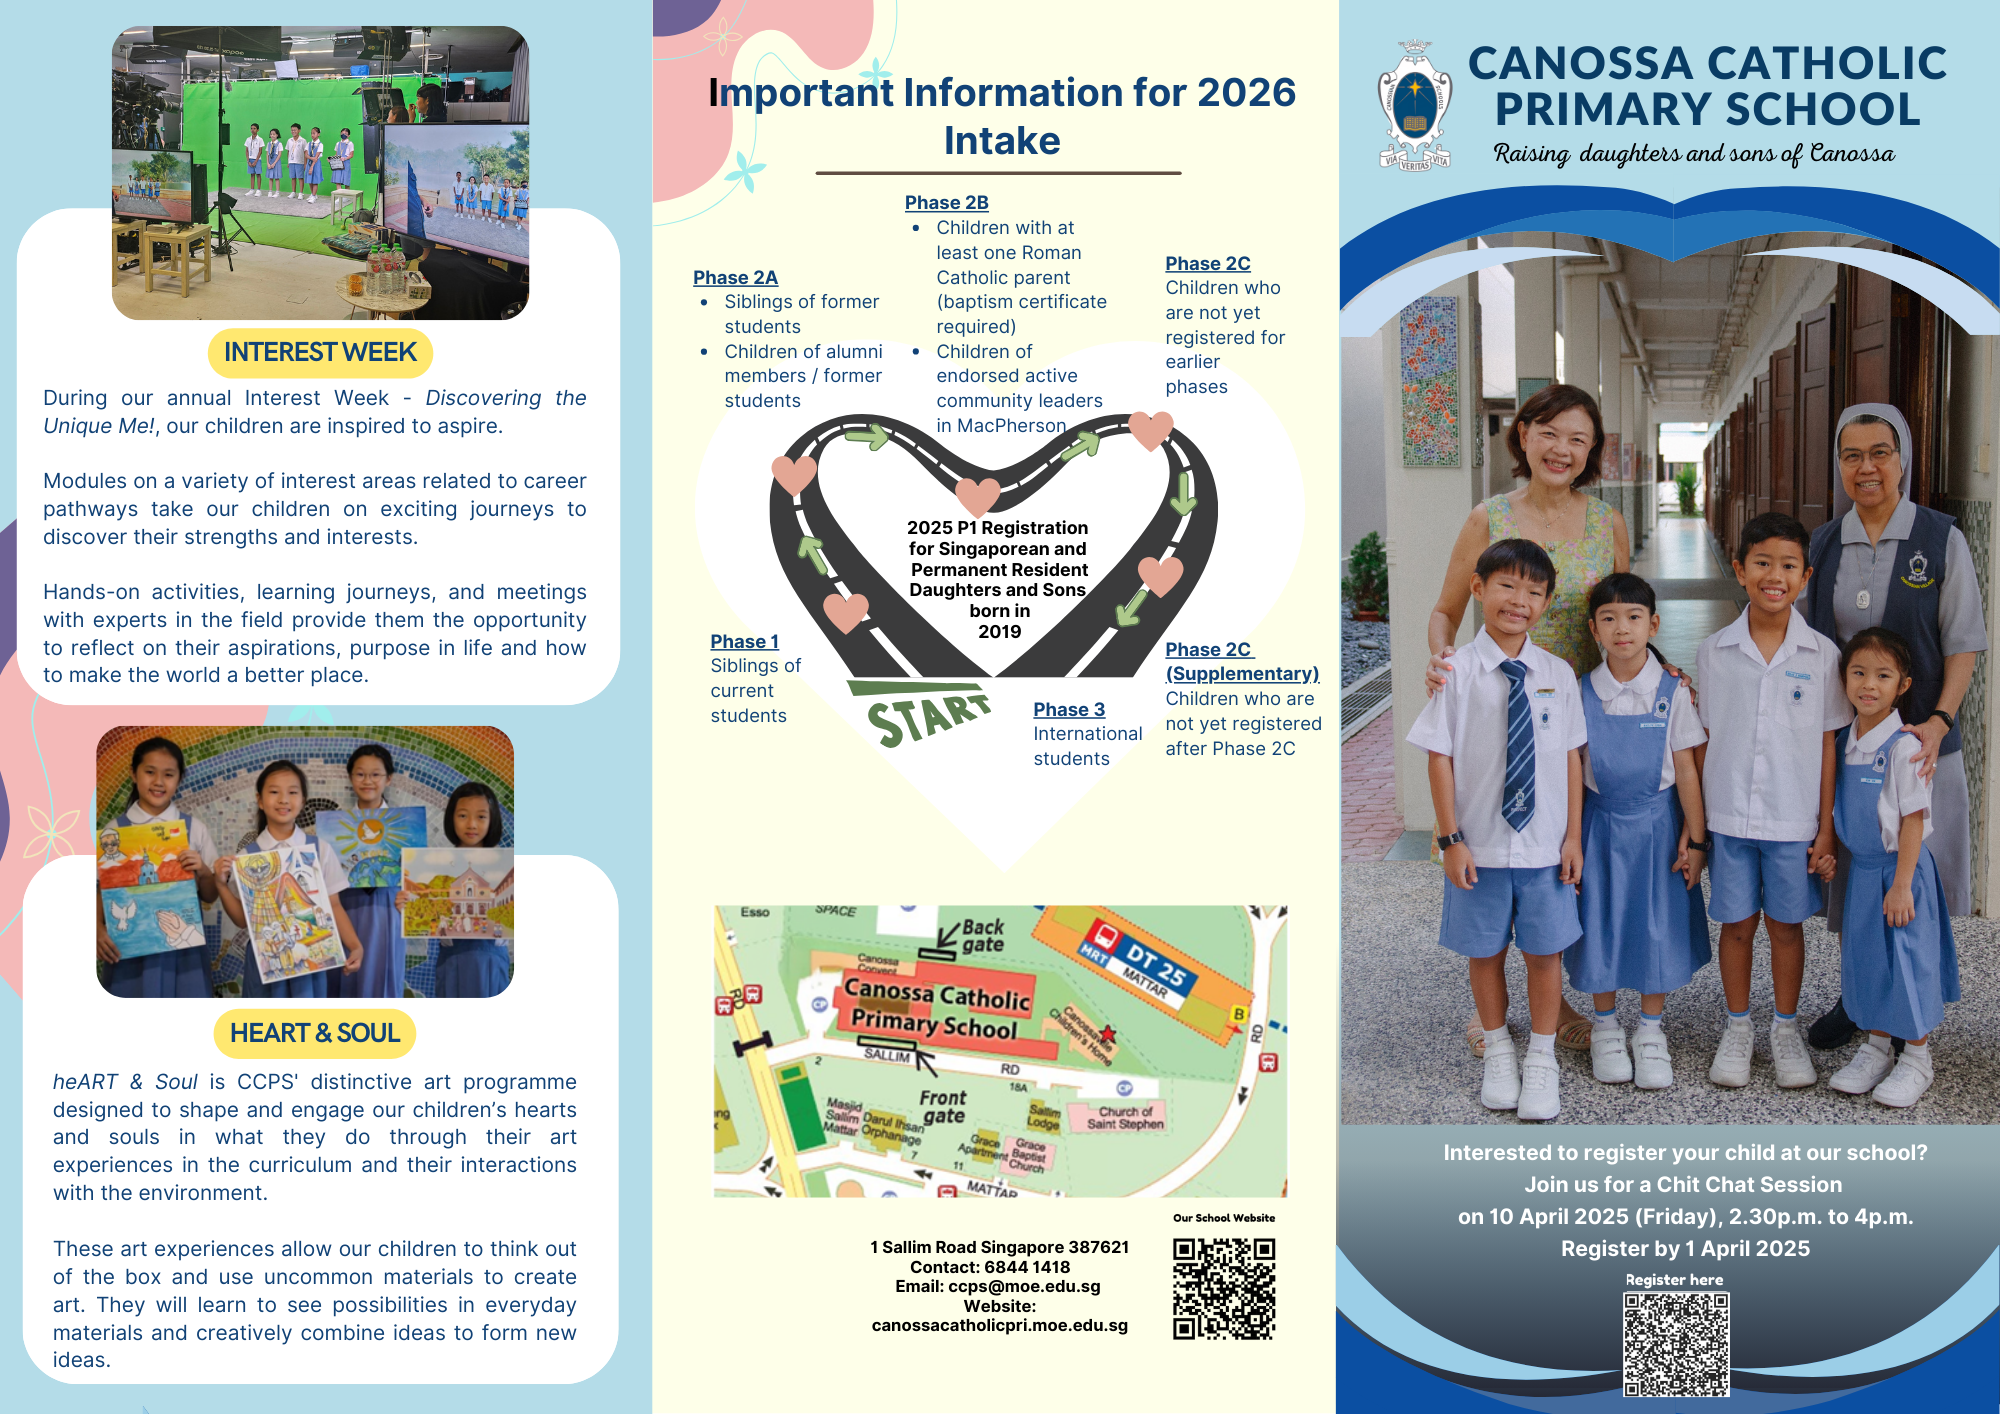 INTEREST WEEK
During our annual Interest Week - Discovering the
Unique Me!, our children are inspired to aspire.
Modules on a variety of interest areas related to career
pathways take our children on exciting journeys to
discover their strengths and interests.
Hands-on activities, learning journeys, and meetings
with experts in the field provide them the opportunity
to reflect on their aspirations, purpose in life and how
to make the world a better place.
HEART & SOUL
heART & Soul is CCPS' distinctive art programme
designed to shape and engage our children's hearts
and souls in what they do through their art
experiences in the curriculum and their interactions
with the environment.
These art experiences allow our children to think out
of the box and use uncommon materials to create
art. They will learn to see possibilities in everyday
materials and creatively combine ideas to form new
ideas.
Important Information for 2026
Intake
Phase 2A
• Siblings of former
students
• Children of alumni
members / former
students
Phase 2B
• Children with at
least one Roman
Catholic parent
(baptism certificate
required)
• Children of
endorsed active
community leaders
in MacPherson
Phase 2C
Children who
are not yet
registered for
earlier
phases
2025 P1 Registration
for Singaporean and
Permanent Resident
Daughters and Sons
born in
2019
Phase 1
Siblings of
current
students
START
Phase 3
International
students
Phase 2C
(Supplementary)
Children who are
not yet registered
after Phase 2C
Esso
SPACE
Back
gate
MRT
DT 25
MATTAR
Canossa
Convent
Canossa Catholic
Primary School
Canossaville
Children's Home
CP
CP
B
RD
RD
SALLIM
RD
2
18A
Front
gate
Masjid
Sallim
Mattar
Darul Ihsan
Orphanage
Sallim
Lodge
Church of
Saint Stephen
Grace
Apartment
Grace
Baptist
Church
7
11
MATTAR
Our School Website
1 Sallim Road Singapore 387621
Contact: 6844 1418
Email: ccps@moe.edu.sg
Website:
canossacatholicpri.moe.edu.sg
CANOSSA CATHOLIC
PRIMARY SCHOOL
Raising daughters and sons of Canossa
VIA VERITAS VITA
Interested to register your child at our school?
Join us for a Chit Chat Session
on 10 April 2025 (Friday), 2.30p.m. to 4p.m.
Register by 1 April 2025
Register here